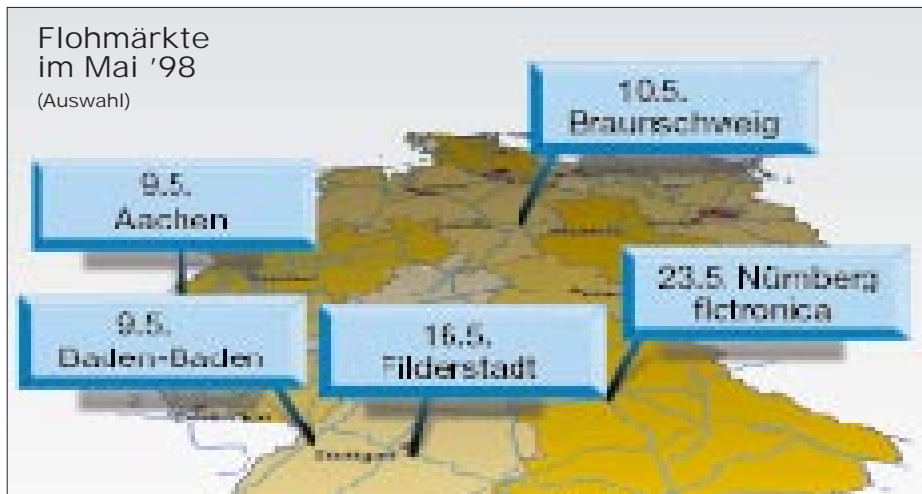 Flohmärkte
im Mai '98
(Auswahl)
10.5.
Braunschweig
9.5.
Aachen
23.5. Nürnberg
9.5.
Baden-Baden
16.5.
Filderstadt
Stuttgart